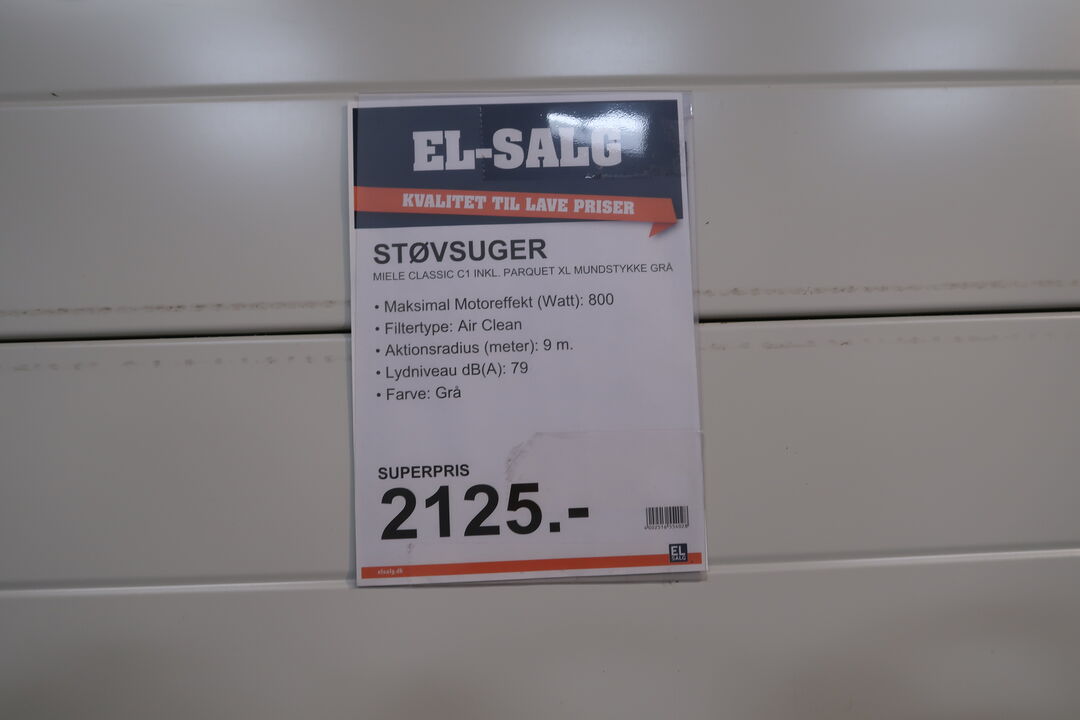 EL-SALG
KVALITET TIL LAVE PRISER
STØVSUGER
MIELE CLASSIC C1 INKL. PARQUET XL MUNDSTYKKE GRÅ
• Maksimal Motoreffekt (Watt): 800
• Filtertype: Air Clean
• Aktionsradius (meter): 9 m.
• Lydniveau dB(A): 79
• Farve: Grå
SUPERPRIS
2125.-
EL
SALG
elsalg.dk